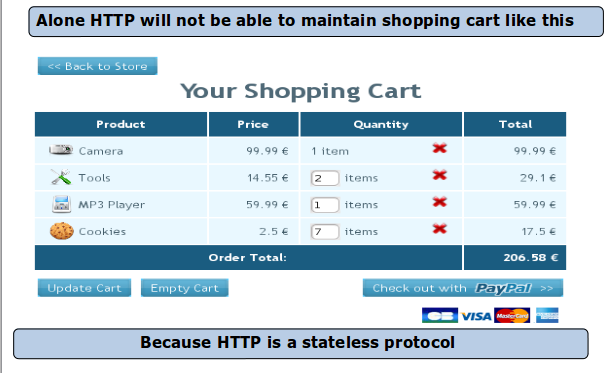 Alone HTTP will not be able to maintain shopping cart like this
<< Back to Store
Your Shopping Cart
Product Price Quantity Total
Camera 99.99 € 1 item 99.99 €
Tools 14.55 € 2 items 29.1 €
MP3 Player 59.99 € 1 items 59.99 €
Cookies 2.5 € 7 items 17.5 €
Order Total: 206.58 €
Update Cart Empty Cart Check out with PayPal >>
CB VISA MasterCard
Because HTTP is a stateless protocol